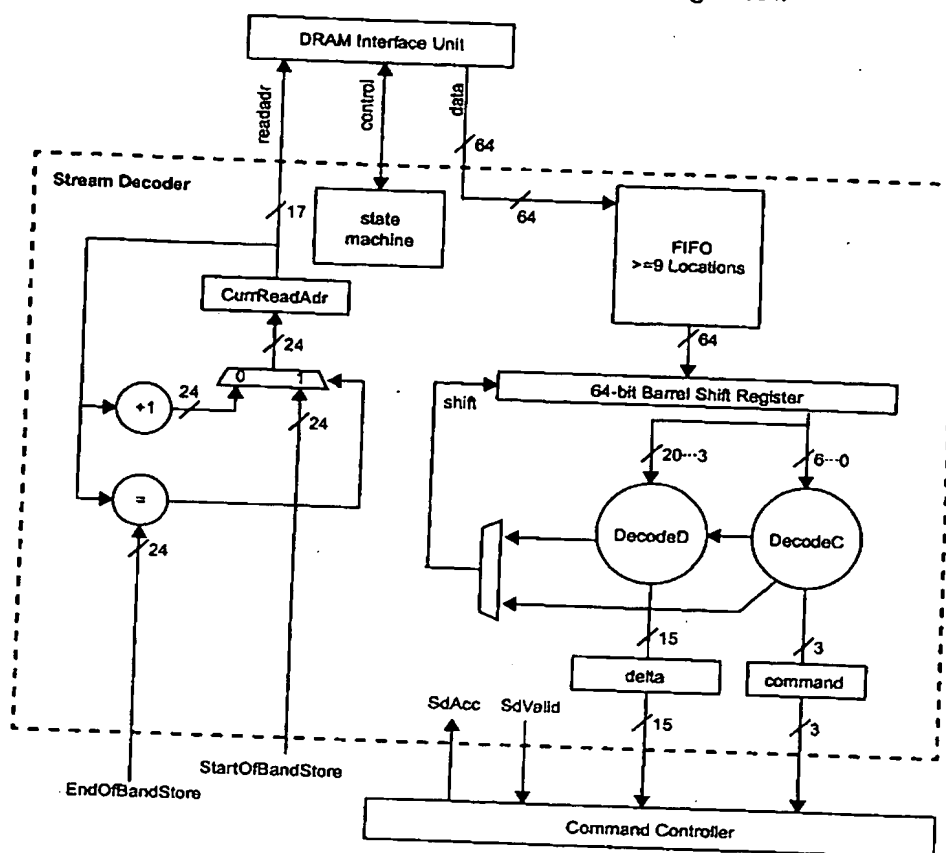 DRAM Interface Unit
readadr
control
data
64
Stream Decoder
17
state
machine
64
FIFO
>=9 Locations
CurrReadAdr
24
64
0 1
shift
64-bit Barrel Shift Register
+1
24
24
20---3
6---0
=
DecodeD
DecodeC
24
15
3
delta
command
SdAcc
SdValid
15
3
StartOfBandStore
EndOfBandStore
Command Controller